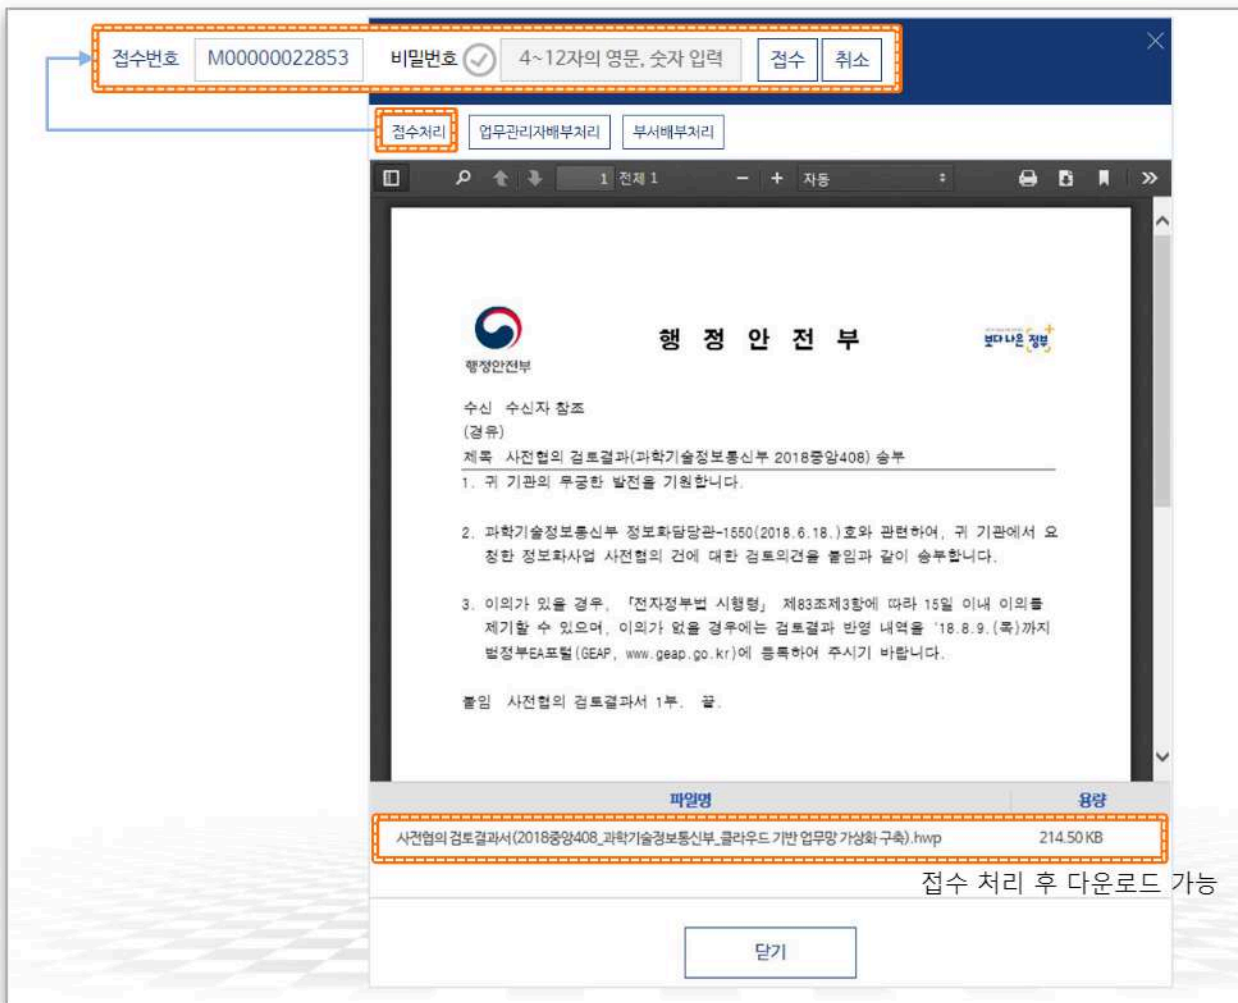 접수번호 M00000022853 비밀번호 4~12자의 영문, 숫자 입력 접수 취소
접수처리 업무관리자배부처리 부서배부처리
1 전체 1 자동
행정안전부
행 정 안 전 부
보다나은 정부
수신 수신자 참조
(경유)
제목 사전협의 검토결과(과학기술정보통신부 2018중앙408) 송부
1. 귀 기관의 무궁한 발전을 기원합니다.
2. 과학기술정보통신부 정보화담당관-1550(2018.6.18.)호와 관련하여, 귀 기관에서 요
청한 정보화사업 사전협의 건에 대한 검토의견을 붙임과 같이 송부합니다.
3. 이의가 있을 경우, 「전자정부법 시행령」 제83조제3항에 따라 15일 이내 이의를
제기할 수 있으며, 이의가 없을 경우에는 검토결과 반영 내역을 '18.8.9.(목)까지
범정부EA포털(GEAP, www.geap.go.kr)에 등록하여 주시기 바랍니다.
붙임 사전협의 검토결과서 1부. 끝.
파일명 용량
사전협의 검토결과서(2018중앙408_과학기술정보통신부_클라우드 기반 업무망 가상화 구축).hwp 214.50 KB
접수 처리 후 다운로드 가능
닫기